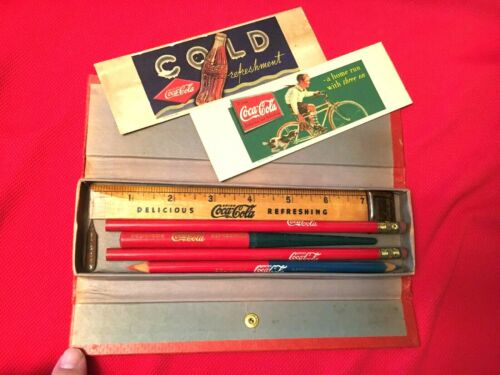 COLD
refreshment
Coca-Cola
- a home run
with three on
Coca-Cola
1 2 3 4 5 6 7
DELICIOUS Coca-Cola REFRESHING
Coca-Cola
Coca-Cola
Coca-Cola
Coca-Cola